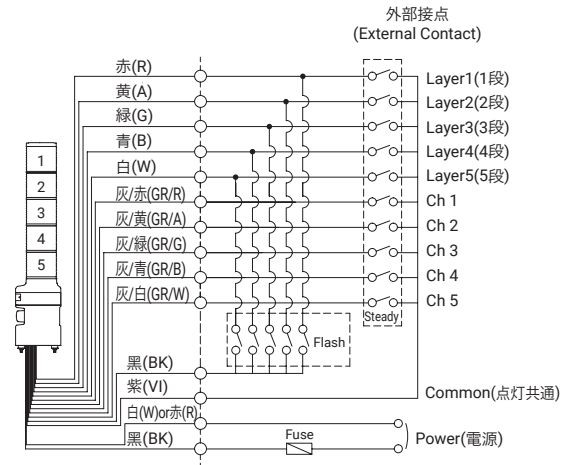 外部接点
(External Contact)
赤(R)
Layer1(1段)
黄(A)
Layer2(2段)
緑(G)
Layer3(3段)
青(B)
Layer4(4段)
白(W)
Layer5(5段)
灰/赤(GR/R)
Ch 1
灰/黄(GR/A)
Ch 2
灰/緑(GR/G)
Ch 3
灰/青(GR/B)
Ch 4
灰/白(GR/W)
Ch 5
1
2
3
4
5
Steady
Flash
黒(BK)
紫(VI)
Common(点灯共通)
白(W)or赤(R)
黒(BK)
Fuse
Power(電源)